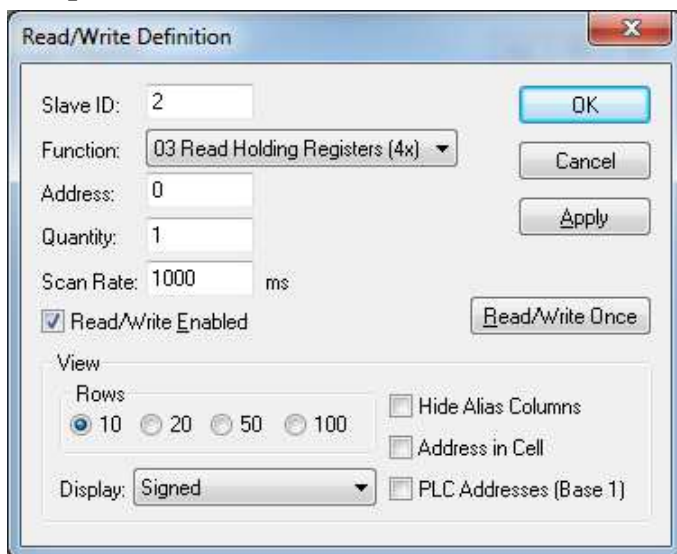 Read/Write Definition
Slave ID: 2
OK
Function: 03 Read Holding Registers (4x)
Cancel
Address: 0
Apply
Quantity: 1
Scan Rate: 1000 ms
Read/Write Enabled
Read/Write Once
View
Rows
10 20 50 100
Hide Alias Columns
Address in Cell
Display: Signed
PLC Addresses (Base 1)